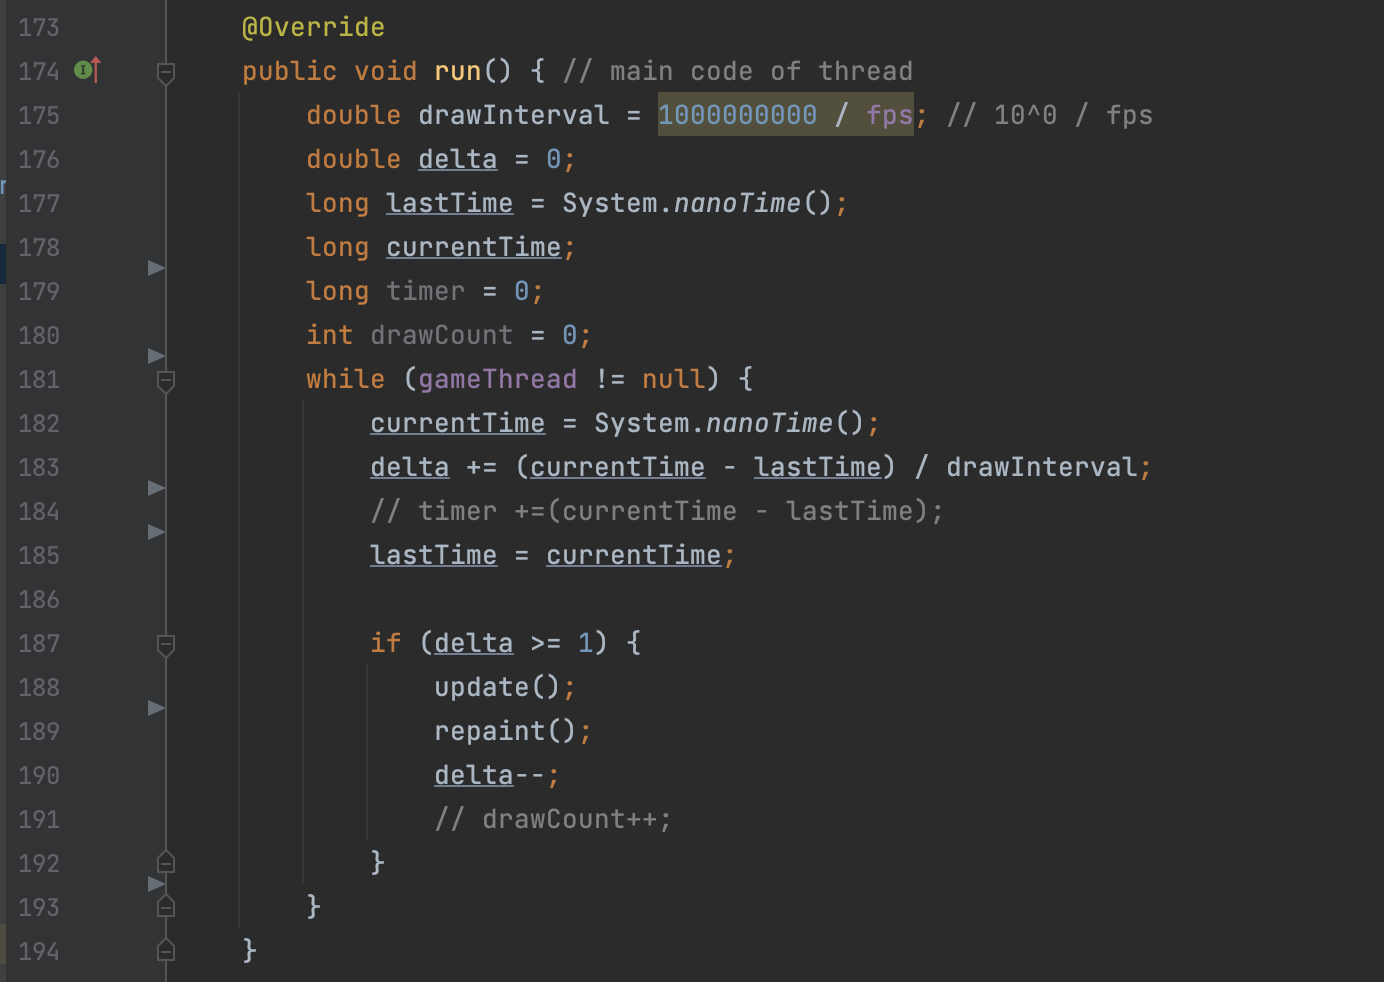 173 @Override
174 public void run() { // main code of thread
175 double drawInterval = 1000000000 / fps; // 10^0 / fps
176 double delta = 0;
177 long lastTime = System.nanoTime();
178 long currentTime;
179 long timer = 0;
180 int drawCount = 0;
181 while (gameThread != null) {
182 currentTime = System.nanoTime();
183 delta += (currentTime - lastTime) / drawInterval;
184 // timer +=(currentTime - lastTime);
185 lastTime = currentTime;
186
187 if (delta >= 1) {
188 update();
189 repaint();
190 delta--;
191 // drawCount++;
192 }
193 }
194 }